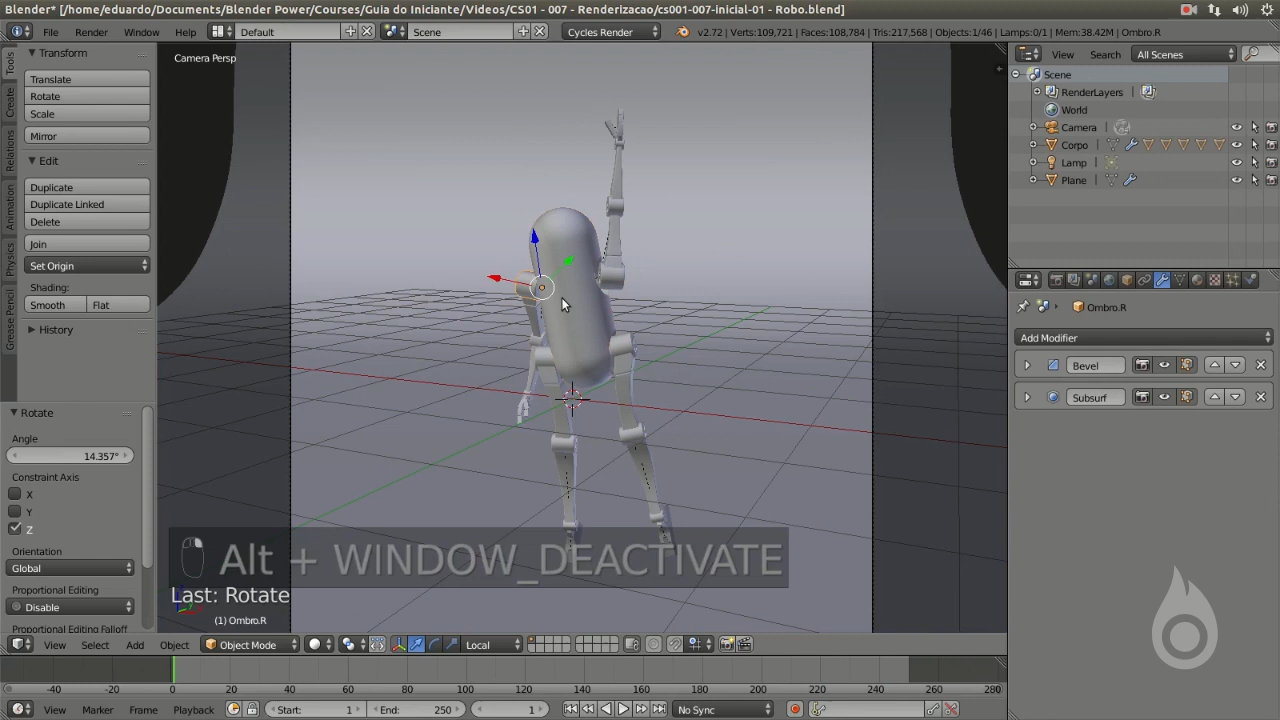 Blender* [/home/eduardo/Documents/Blender Power/Courses/Guia do Iniciante/Videos/CS01 - 007 - Renderizacao/cs001-007-inicial-01 - Robo.blend]
File Render Window Help Default Scene Cycles Render v2.72 | Verts:109,721 | Faces:108,784 | Tris:217,568 | Objects:1/46 | Lamps:0/1 | Mem:38.42M | Ombro.R
View Search All Scenes
Tools
Create
Relations
Animation
Physics
Grease Pencil
Transform
Translate
Rotate
Scale
Mirror
Edit
Duplicate
Duplicate Linked
Delete
Join
Set Origin
Shading:
Smooth Flat
History
Rotate
Angle
14.357°
Constraint Axis
X
Y
Z
Orientation
Global
Proportional Editing
Disable
Proportional Editing Falloff
Camera Persp
Alt + WINDOW_DEACTIVATE
Last: Rotate
(1) Ombro.R
View Select Add Object Object Mode Local
Scene
RenderLayers
World
Camera
Corpo
Lamp
Plane
Ombro.R
Add Modifier
Bevel
Subsurf
-40 -20 0 20 40 60 80 100 120 140 160 180 200 220 240 260 280
View Marker Frame Playback Start: 1 End: 250 1 No Sync